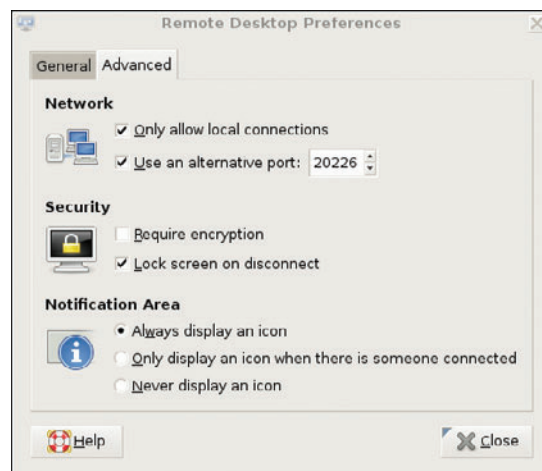 Remote Desktop Preferences
General Advanced
Network
Only allow local connections
Use an alternative port: 20226
Security
Require encryption
Lock screen on disconnect
Notification Area
Always display an icon
Only display an icon when there is someone connected
Never display an icon
Help Close